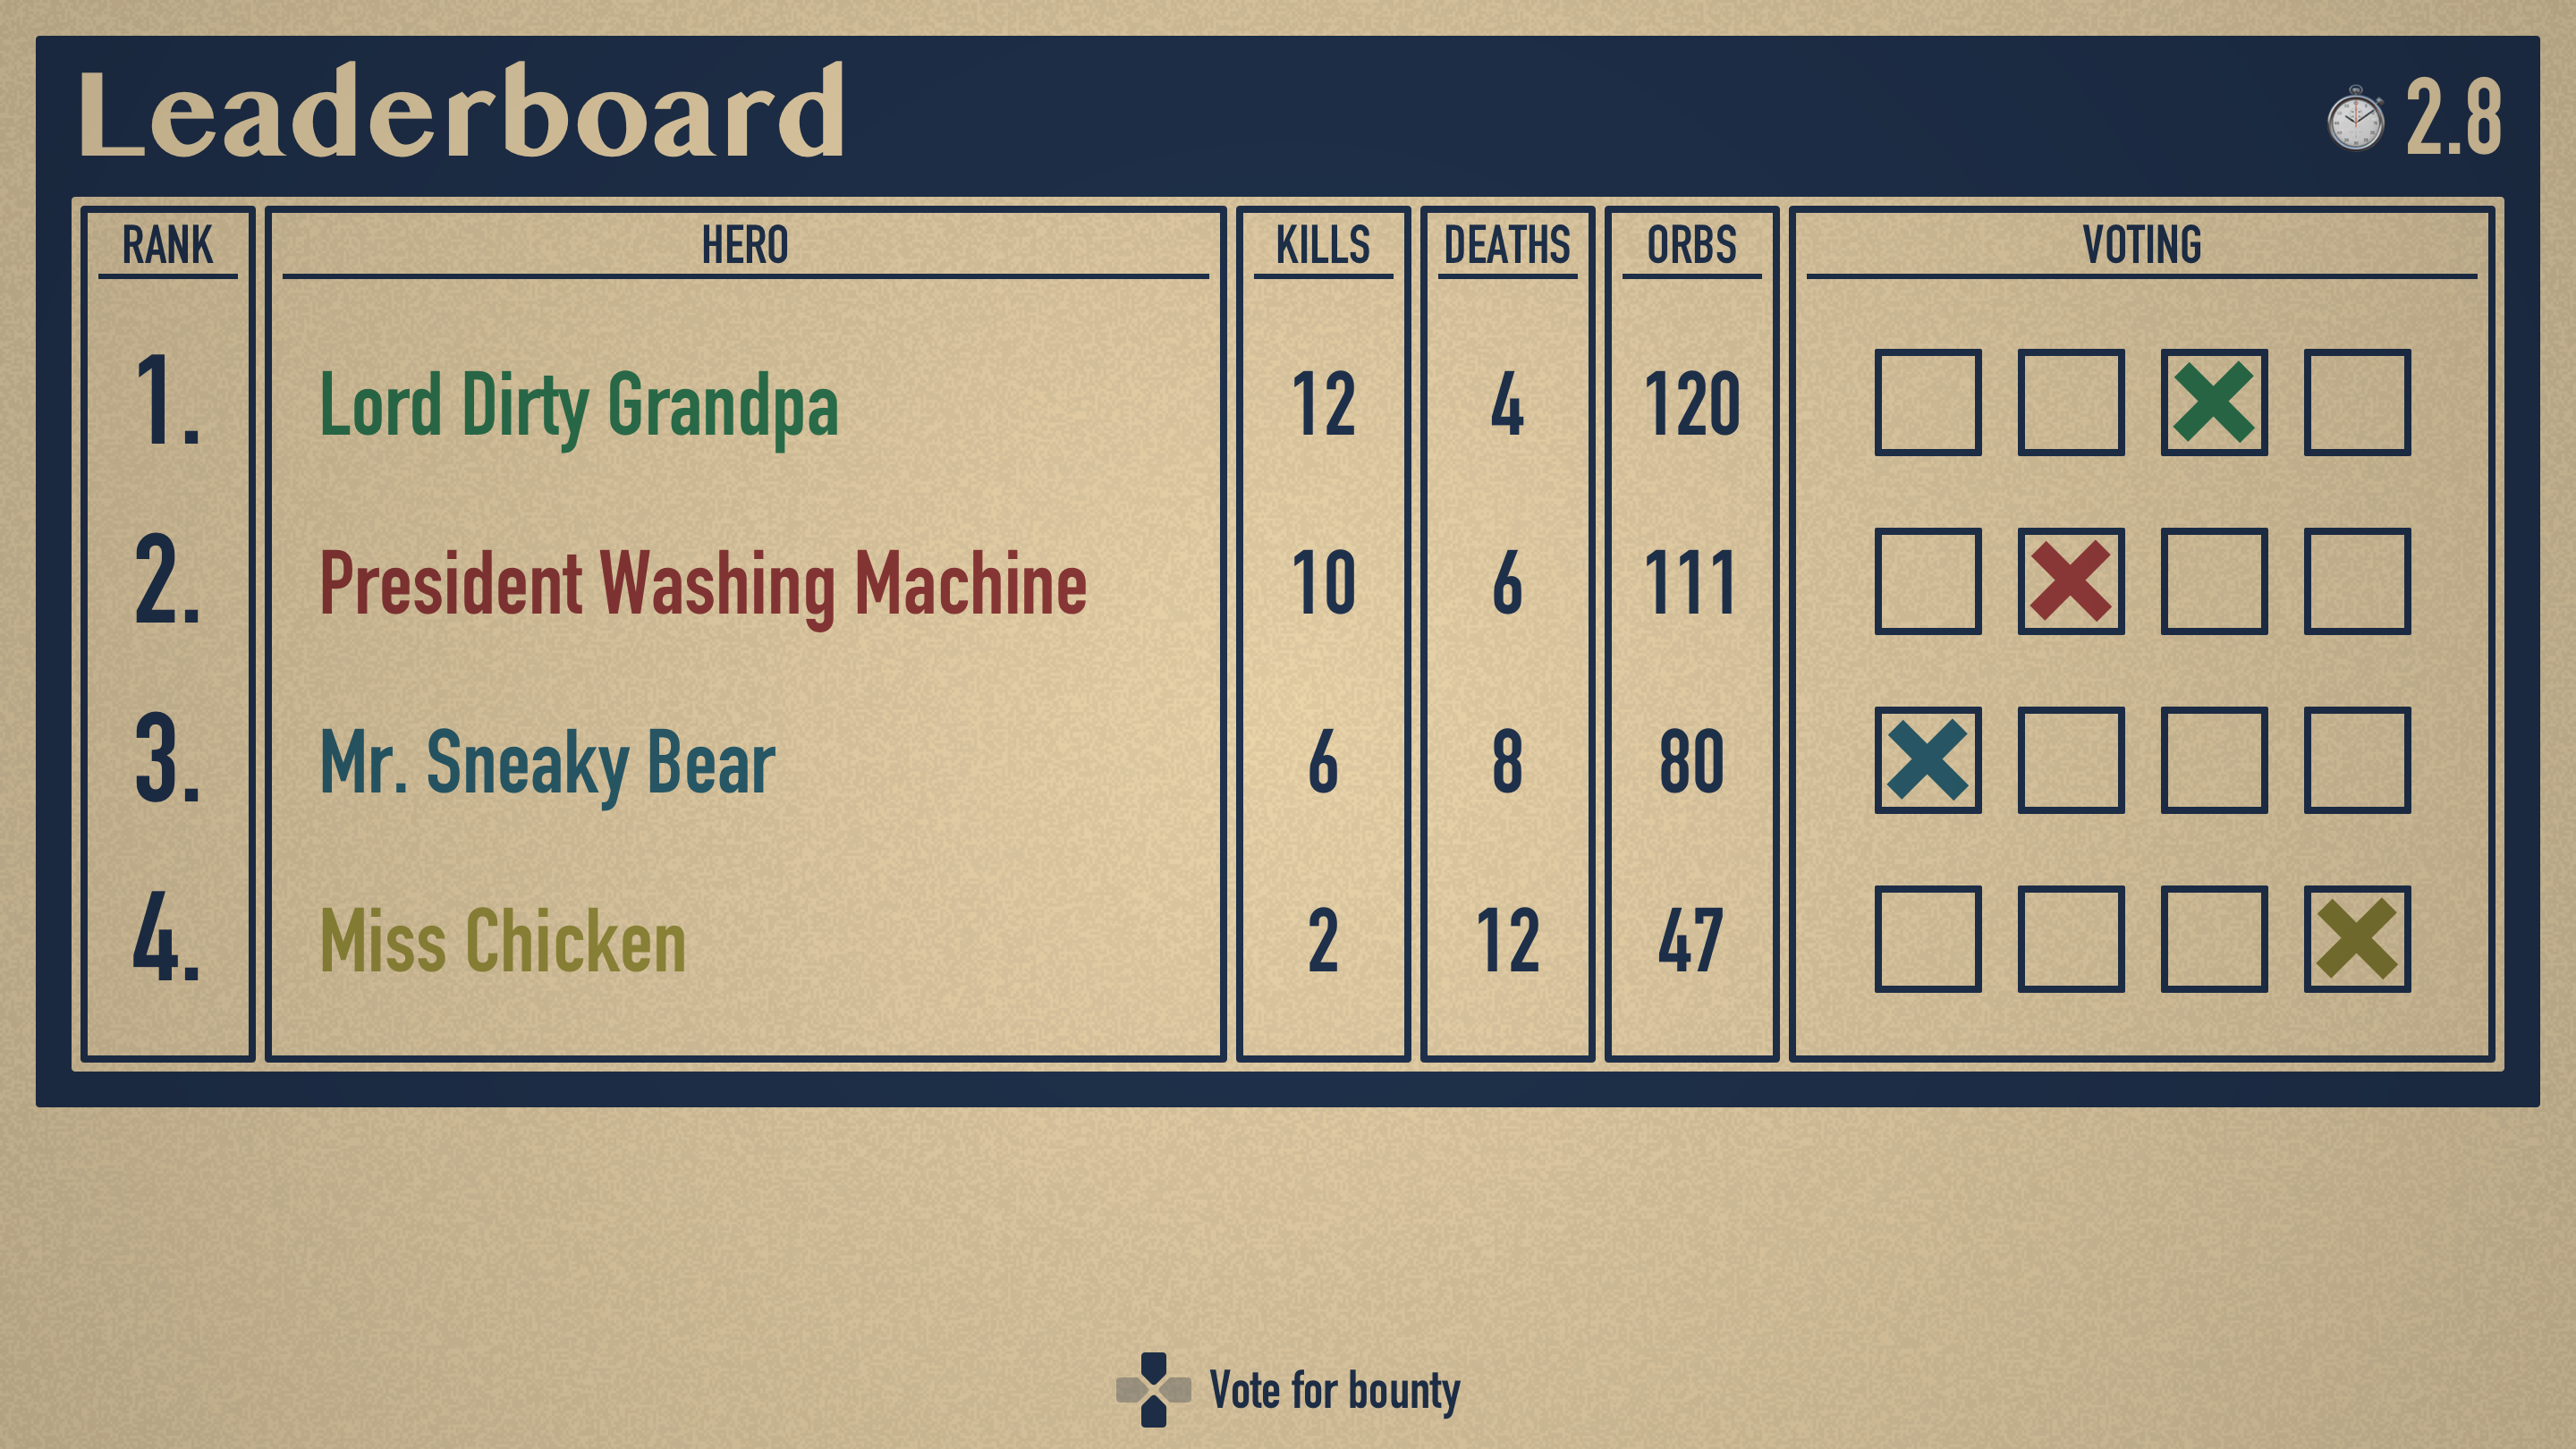 Leaderboard 2.8
RANK HERO KILLS DEATHS ORBS VOTING
1. Lord Dirty Grandpa 12 4 120
2. President Washing Machine 10 6 111
3. Mr. Sneaky Bear 6 8 80
4. Miss Chicken 2 12 47
Vote for bounty